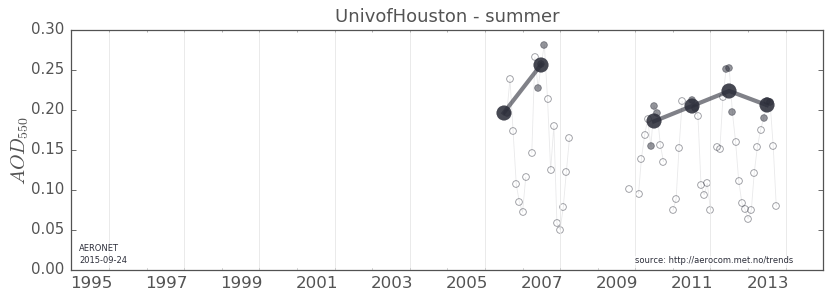 UnivofHouston - summer
0.30
0.25
0.20
0.15
0.10
0.05
0.00
AOD550
AERONET
2015-09-24
source: http://aerocom.met.no/trends
1995 1997 1999 2001 2003 2005 2007 2009 2011 2013